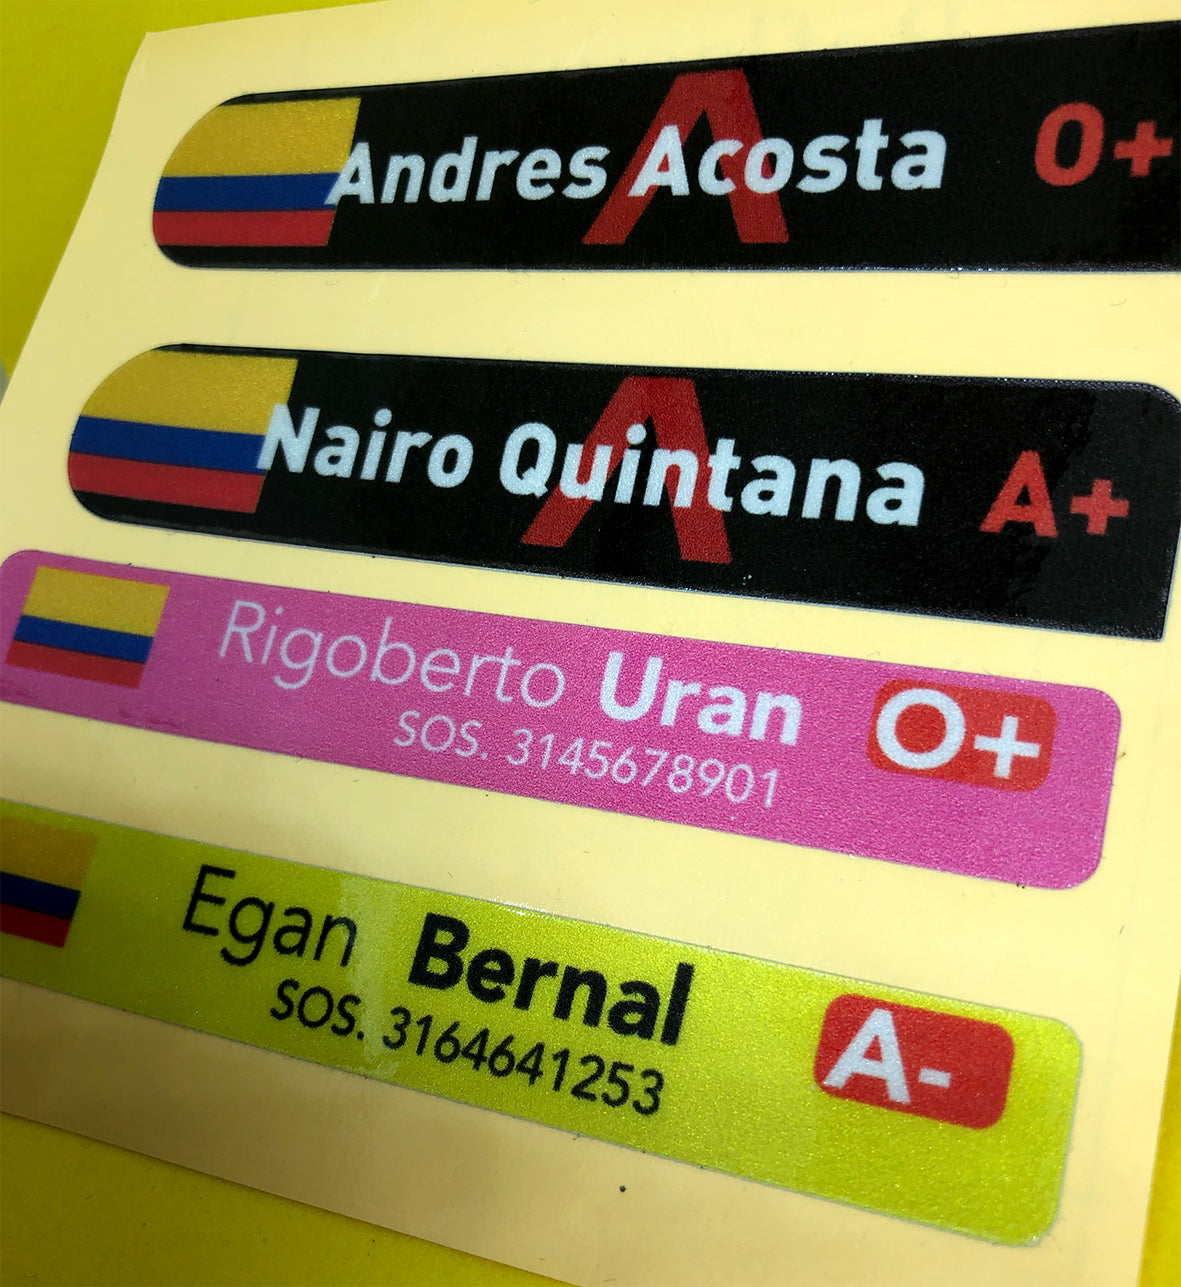 Andres Acosta O+
A
Nairo Quintana A+
A
Rigoberto Uran O+
SOS. 3145678901
Egan Bernal A-
SOS. 3164641253